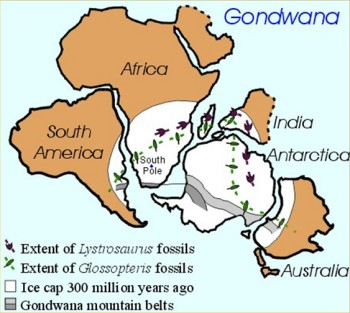 Gondwana
Africa
South
America
India
South
Pole
Antarctica
Australia
Extent of Lystrosaurus fossils
Extent of Glossopteris fossils
Ice cap 300 million years ago
Gondwana mountain belts